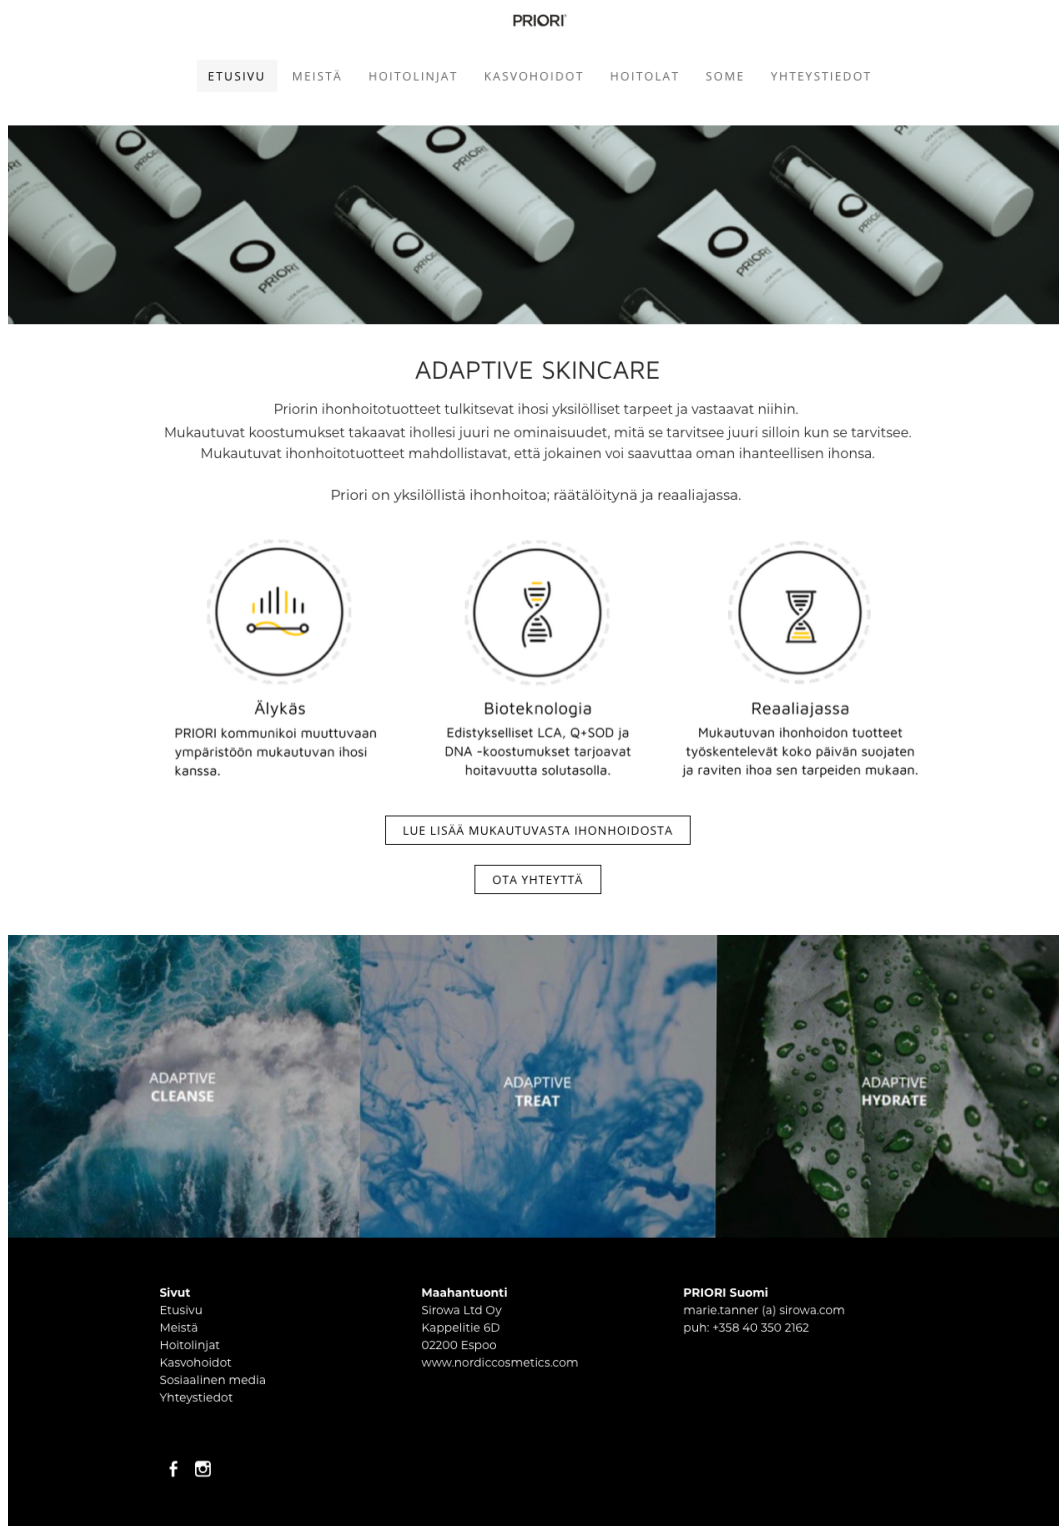 PRIORI
ETUSIVU MEISTÄ HOITOLINJAT KASVOHOIDOT HOITOLAT SOME YHTEYSTIEDOT
PRIORI
PRIORI
PRIORI
PRIORI
PRIORI
PRIORI
ADAPTIVE SKINCARE
Priorin ihonhoitotuotteet tulkitsevat ihosi yksilölliset tarpeet ja vastaavat niihin.
Mukautuvat koostumukset takaavat ihollesi juuri ne ominaisuudet, mitä se tarvitsee juuri silloin kun se tarvitsee.
Mukautuvat ihonhoitotuotteet mahdollistavat, että jokainen voi saavuttaa oman ihanteellisen ihonsa.
Priori on yksilöllistä ihonhoitoa; räätälöitynä ja reaaliajassa.
Älykäs
PRIORI kommunikoi muuttuvaan
ympäristöön mukautuvan ihosi
kanssa.
Bioteknologia
Edistykselliset LCA, Q+SOD ja
DNA -koostumukset tarjoavat
hoitavuutta solutasolla.
Reaaliajassa
Mukautuvan ihonhoidon tuotteet
työskentelevät koko päivän suojaten
ja raviten ihoa sen tarpeiden mukaan.
LUE LISÄÄ MUKAUTUVASTA IHONHOIDOSTA
OTA YHTEYTTÄ
ADAPTIVE
CLEANSE
ADAPTIVE
TREAT
ADAPTIVE
HYDRATE
Sivut
Etusivu
Meistä
Hoitolinjat
Kasvohoidot
Sosiaalinen media
Yhteystiedot
Maahantuonti
Sirowa Ltd Oy
Kappelitie 6D
02200 Espoo
www.nordiccosmetics.com
PRIORI Suomi
marie.tanner (a) sirowa.com
puh: +358 40 350 2162